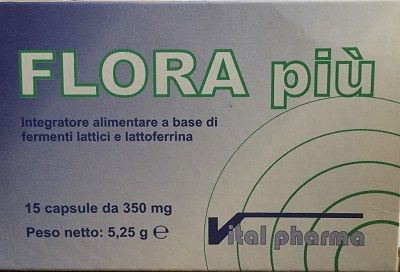 FLORA più
Integratore alimentare a base di
fermenti lattici e lattoferrina
15 capsule da 350 mg
Peso netto: 5,25 g ℮
Vital pharma